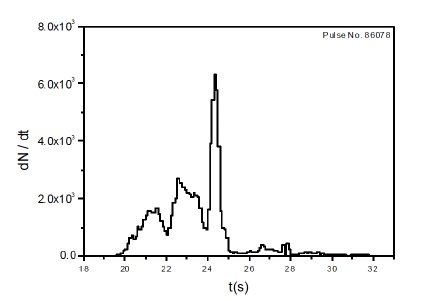 Pulse No. 86078
8.0x10³
6.0x10³
4.0x10³
2.0x10³
0.0
dN / dt
18 20 22 24 26 28 30 32
t(s)